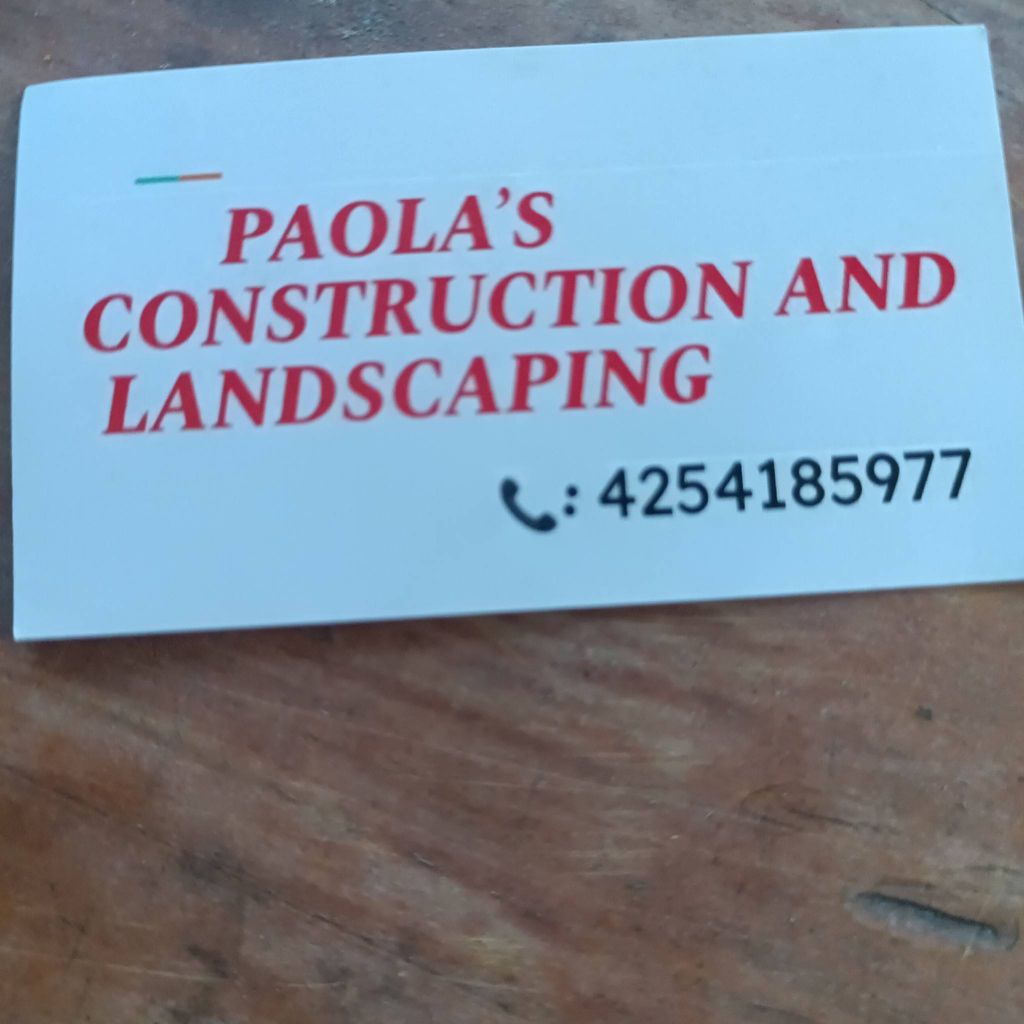 PAOLA'S
CONSTRUCTION AND
LANDSCAPING
: 4254185977